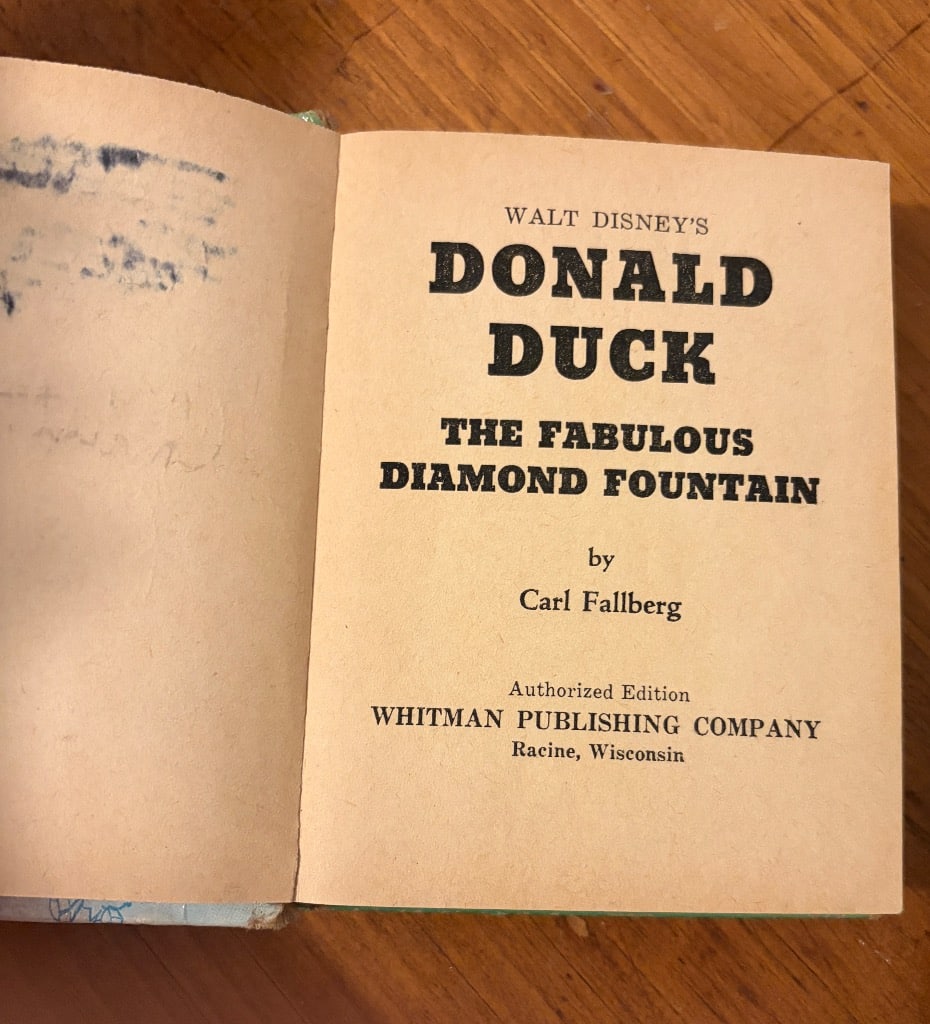 WALT DISNEY'S
DONALD
DUCK
THE FABULOUS
DIAMOND FOUNTAIN
by
Carl Fallberg
Authorized Edition
WHITMAN PUBLISHING COMPANY
Racine, Wisconsin